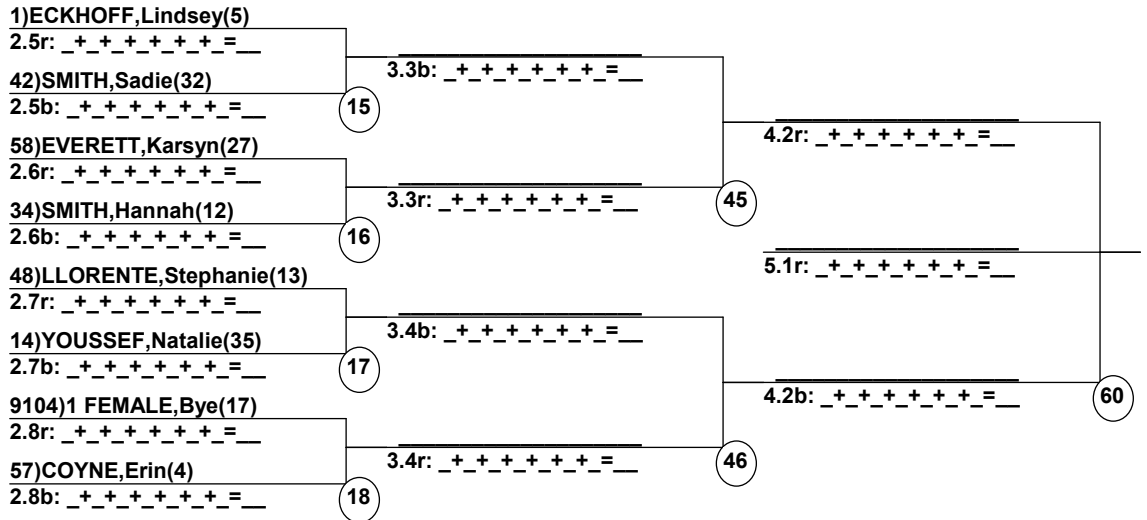 1)ECKHOFF,Lindsey(5)
2.5r: _+_+_+_+_+_=__
42)SMITH,Sadie(32)
2.5b: _+_+_+_+_+_=__
15
58)EVERETT,Karsyn(27)
2.6r: _+_+_+_+_+_=__
34)SMITH,Hannah(12)
2.6b: _+_+_+_+_+_=__
16
48)LLORENTE,Stephanie(13)
2.7r: _+_+_+_+_+_=__
14)YOUSSEF,Natalie(35)
2.7b: _+_+_+_+_+_=__
17
9104)1 FEMALE,Bye(17)
2.8r: _+_+_+_+_+_=__
57)COYNE,Erin(4)
2.8b: _+_+_+_+_+_=__
18
3.3b: _+_+_+_+_+_=__
3.3r: _+_+_+_+_+_=__
45
3.4b: _+_+_+_+_+_=__
3.4r: _+_+_+_+_+_=__
46
4.2r: _+_+_+_+_+_=__
5.1r: _+_+_+_+_+_=__
4.2b: _+_+_+_+_+_=__
60